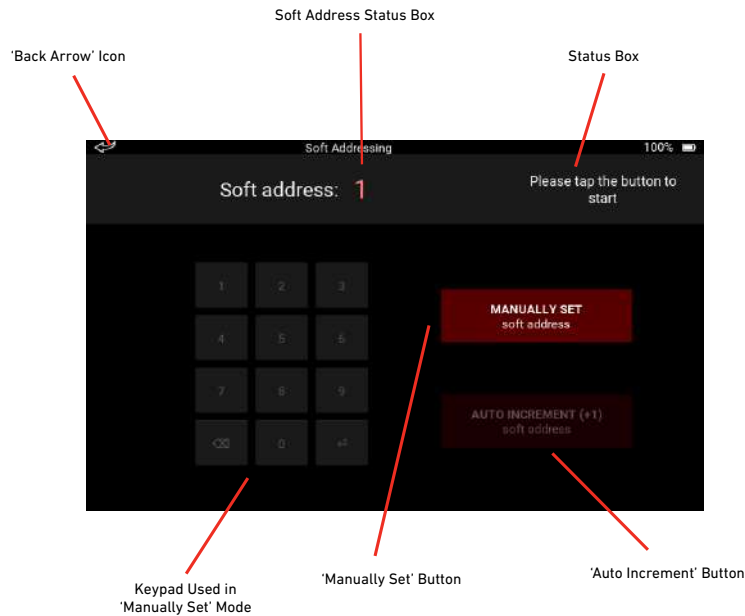 Soft Address Status Box
‘Back Arrow’ Icon
Status Box
Soft Addressing
100%
Soft address: 1
Please tap the button to
start
1 2 3
4 5 6
7 8 9
0
MANUALLY SET
soft address
AUTO INCREMENT (+1)
soft address
Keypad Used in
‘Manually Set’ Mode
‘Manually Set’ Button
‘Auto Increment’ Button